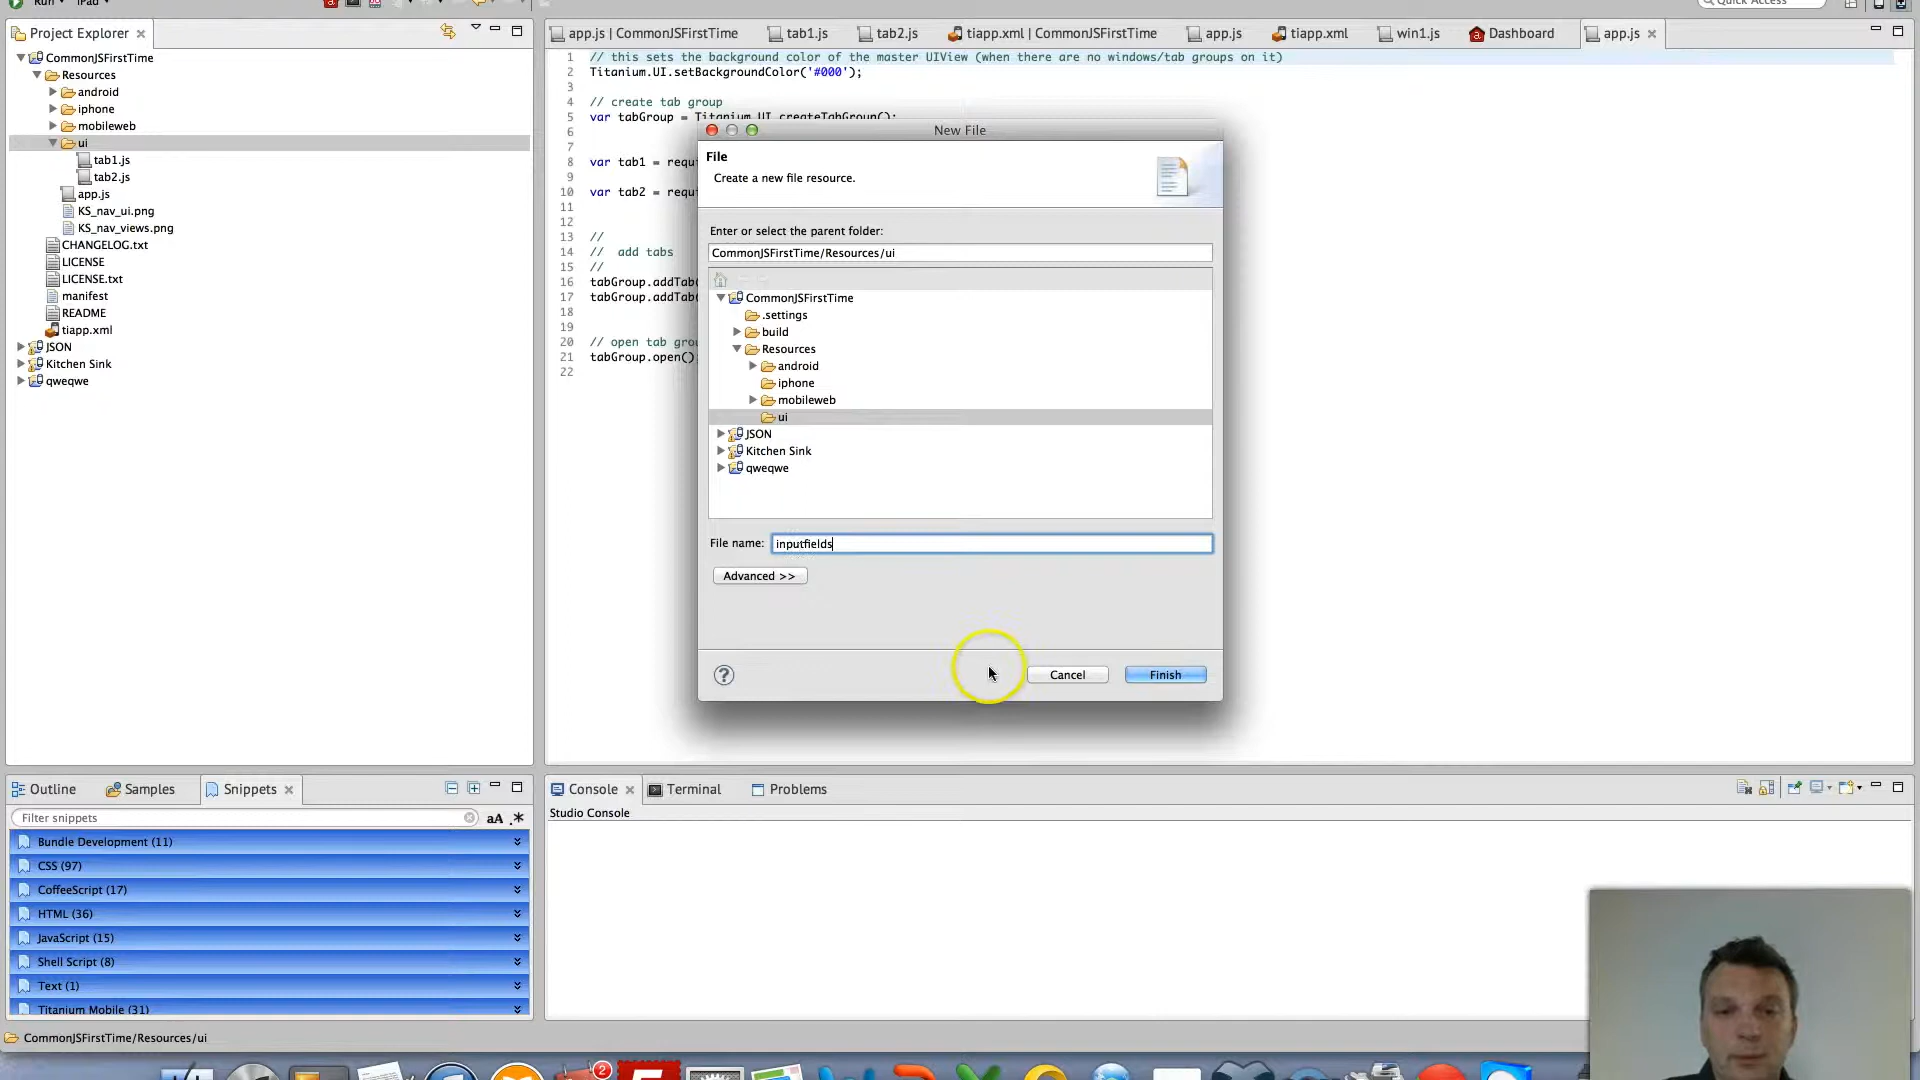 Run
iPad
Quick Access
Project Explorer
CommonJSFirstTime
Resources
android
iphone
mobileweb
ui
tab1.js
tab2.js
app.js
KS_nav_ui.png
KS_nav_views.png
CHANGELOG.txt
LICENSE
LICENSE.txt
manifest
README
tiapp.xml
JSON
Kitchen Sink
qweqwe
app.js | CommonJSFirstTime
tab1.js
tab2.js
tiapp.xml | CommonJSFirstTime
app.js
tiapp.xml
win1.js
Dashboard
app.js
1 // this sets the background color of the master UIView (when there are no windows/tab groups on it)
2 Titanium.UI.setBackgroundColor('#000');
3
4 // create tab group
5 var tabGroup = Titanium.UI.createTabGroup();
6
7
8 var tab1 = requ
9
10 var tab2 = requ
11
12
13 //
14 // add tabs
15 //
16 tabGroup.addTab(
17 tabGroup.addTab(
18
19
20 // open tab grou
21 tabGroup.open()
22
New File
File
Create a new file resource.
Enter or select the parent folder:
CommonJSFirstTime/Resources/ui
CommonJSFirstTime
.settings
build
Resources
android
iphone
mobileweb
ui
JSON
Kitchen Sink
qweqwe
File name: inputfields
Advanced >>
?
Cancel
Finish
Outline
Samples
Snippets
Filter snippets
aA .*
Bundle Development (11)
CSS (97)
CoffeeScript (17)
HTML (36)
JavaScript (15)
Shell Script (8)
Text (1)
Titanium Mobile (31)
Console
Terminal
Problems
Studio Console
CommonJSFirstTime/Resources/ui
2